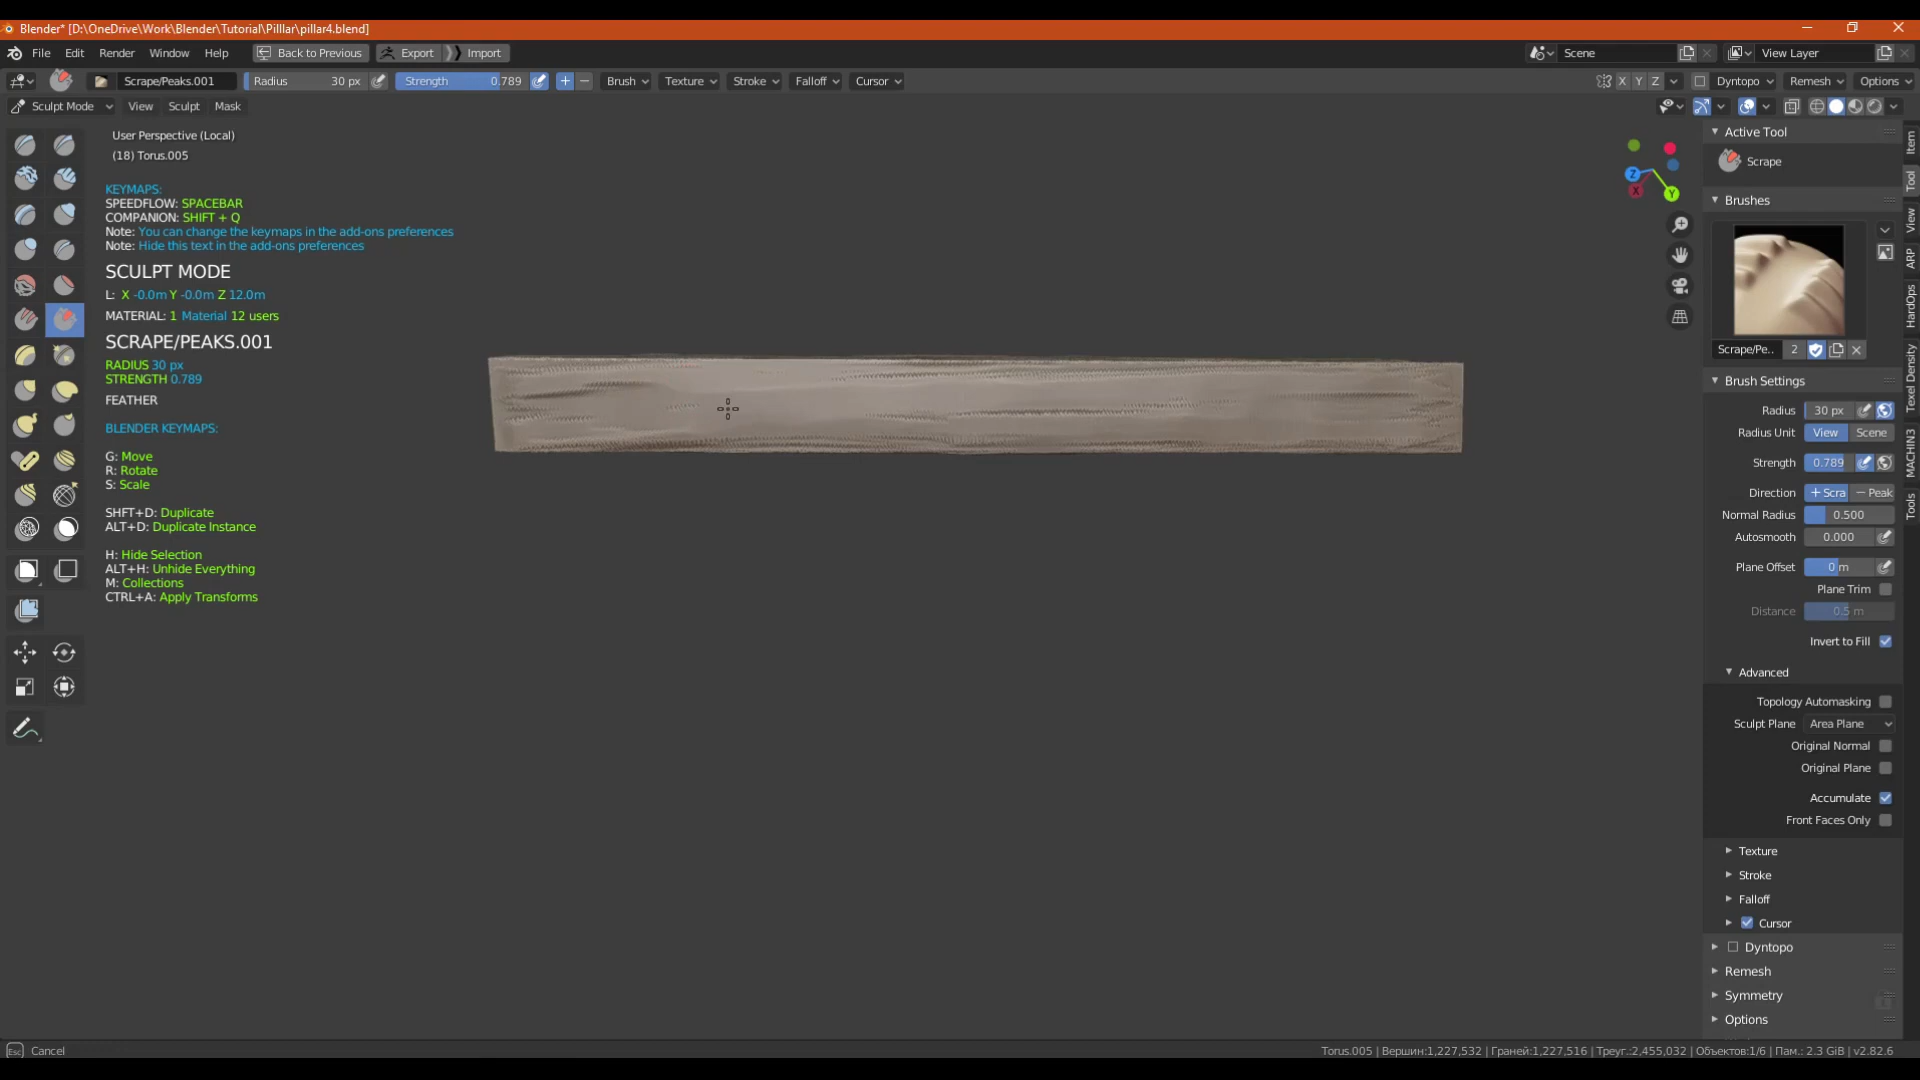 Blender* [D:\OneDrive\Work\Blender\Tutorial\Pilllar\pillar4.blend]
File Edit Render Window Help Back to Previous Export Import Scene View Layer
Scrape/Peaks.001 Radius 30 px Strength 0.789 + − Brush Texture Stroke Falloff Cursor X Y Z Dyntopo Remesh Options
Sculpt Mode View Sculpt Mask
User Perspective (Local)
(18) Torus.005
KEYMAPS:
SPEEDFLOW: SPACEBAR
COMPANION: SHIFT + Q
Note: You can change the keymaps in the add-ons preferences
Note: Hide this text in the add-ons preferences
SCULPT MODE
L: X -0.0m Y -0.0m Z 12.0m
MATERIAL: 1 Material 12 users
SCRAPE/PEAKS.001
RADIUS 30 px
STRENGTH 0.789
FEATHER
BLENDER KEYMAPS:
G: Move
R: Rotate
S: Scale
SHFT+D: Duplicate
ALT+D: Duplicate Instance
H: Hide Selection
ALT+H: Unhide Everything
M: Collections
CTRL+A: Apply Transforms
Z
X
Y
Active Tool
Scrape
Brushes
Scrape/Pe.. 2
Brush Settings
Radius 30 px
Radius Unit View Scene
Strength 0.789
Direction + Scra − Peak
Normal Radius 0.500
Autosmooth 0.000
Plane Offset 0 m
Plane Trim
Distance 0.5 m
Invert to Fill
Advanced
Topology Automasking
Sculpt Plane Area Plane
Original Normal
Original Plane
Accumulate
Front Faces Only
Texture
Stroke
Falloff
Cursor
Dyntopo
Remesh
Symmetry
Options
Item
Tool
View
ARP
HardOps
Texel Density
MACHIN3
Tools
Esc Cancel
Torus.005 | Вершин:1,227,532 | Граней:1,227,516 | Треуг.:2,455,032 | Объектов:1/6 | Пам.: 2.3 GiB | v2.82.6